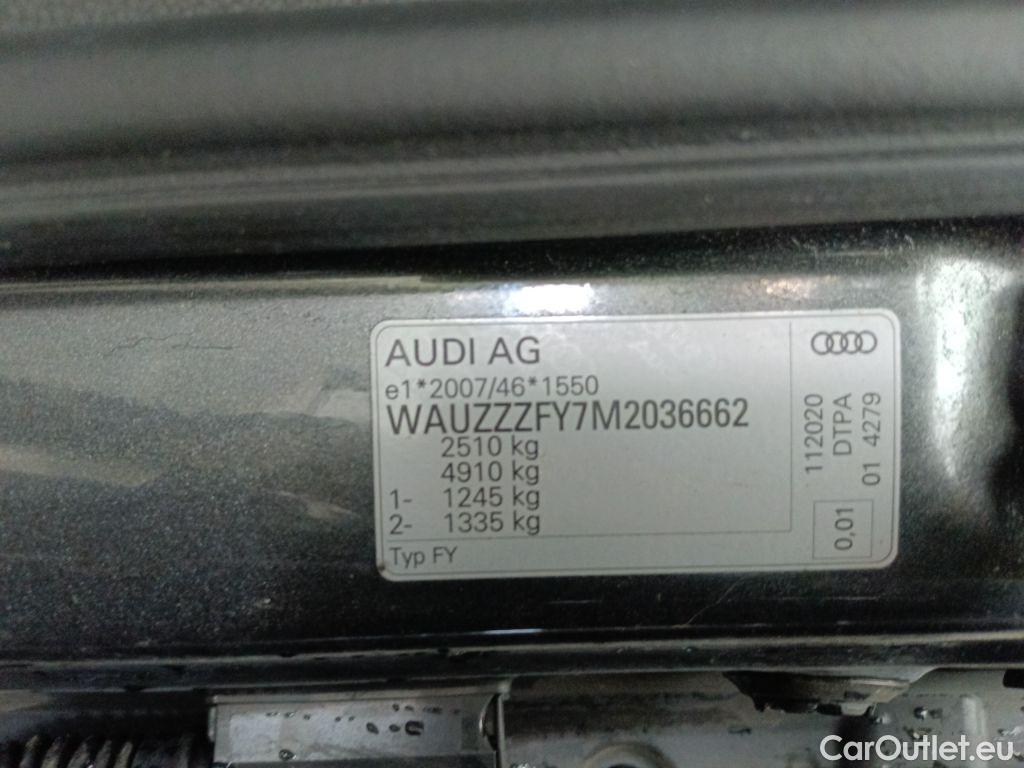 AUDI AG
e1*2007/46*1550
WAUZZZFY7M2036662
2510 kg
4910 kg
1- 1245 kg
2- 1335 kg
Typ FY
112020
DTPA
01 4279
0,01
CarOutlet.eu